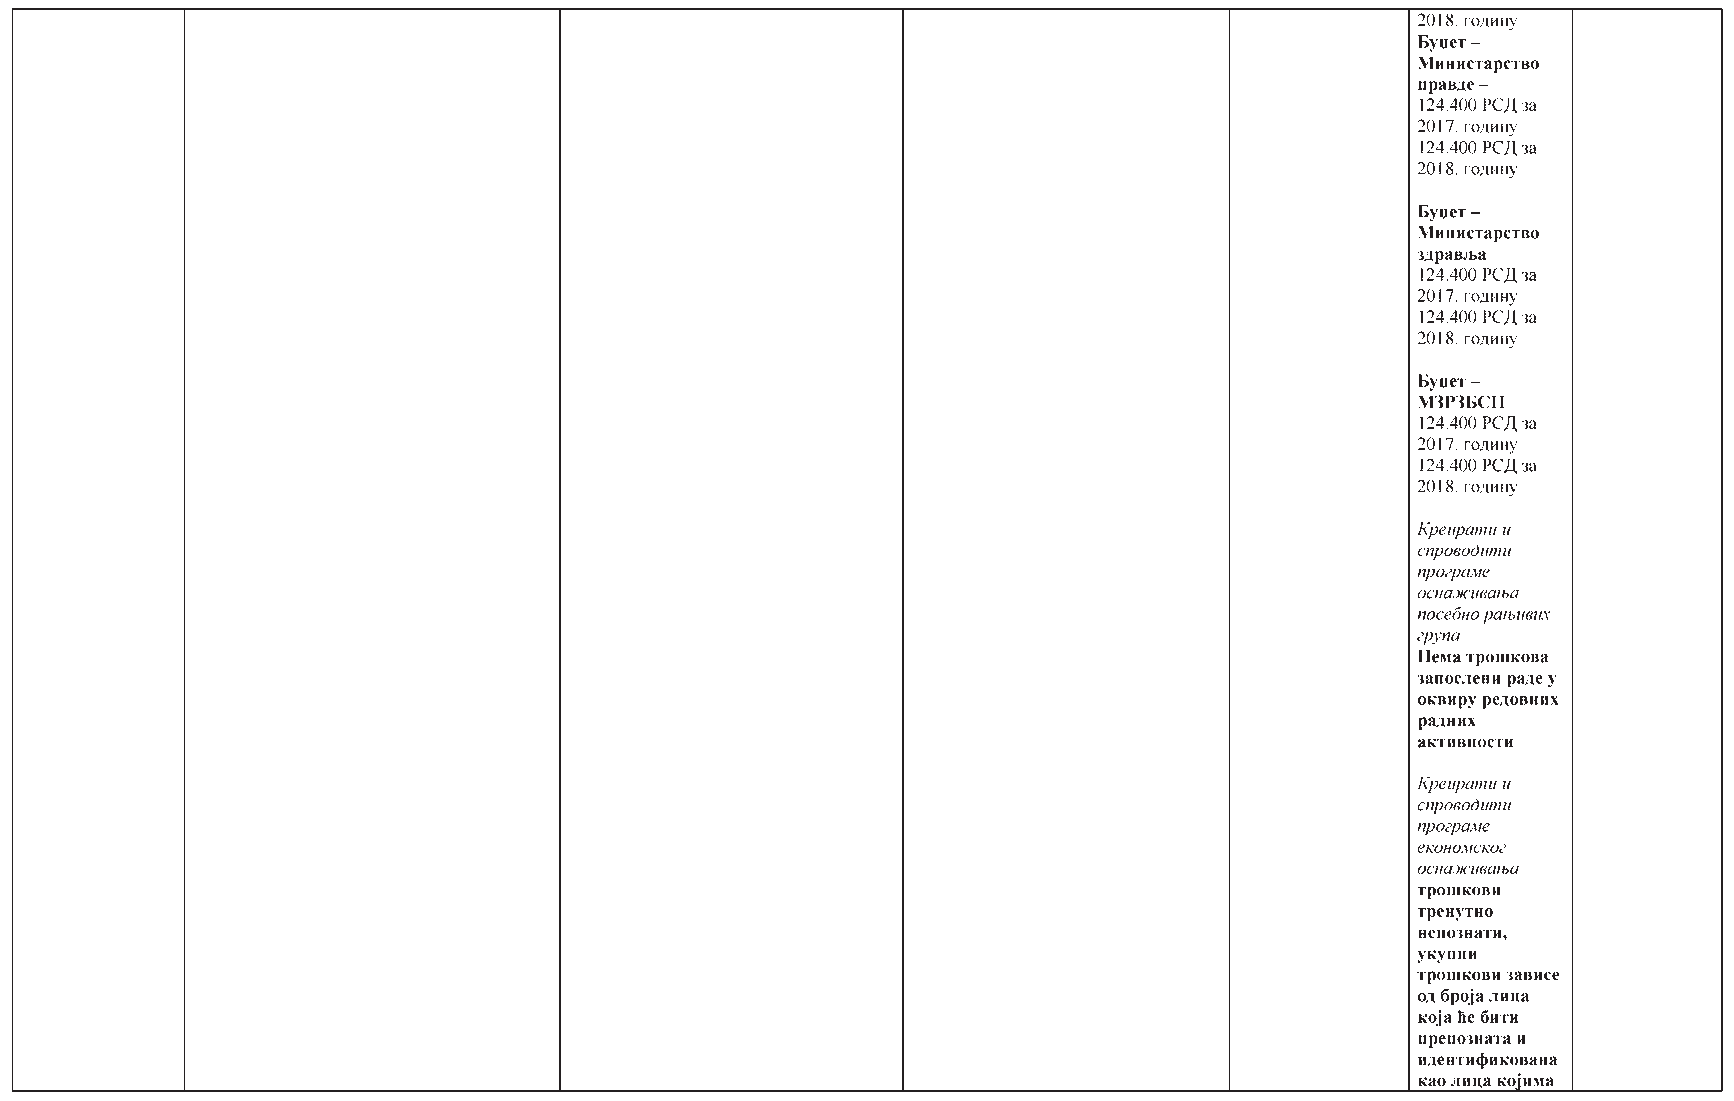 2018. годину
Буџет –
Министарство
правде –
124.400 РСД за
2017. годину
124.400 РСД за
2018. годину
Буџет –
Министарство
здравља
124.400 РСД за
2017. годину
124.400 РСД за
2018. годину
Буџет –
МЗРЗБСП
124.400 РСД за
2017. годину
124.400 РСД за
2018. годину
Креирати и
спроводити
програме
оснаживања
посебно рањивих
група
Нема трошкова
запослени раде у
оквиру редовних
радних
активности
Креирати и
спроводити
програме
економског
оснаживања
трошкови
тренутно
непознати,
укупни
трошкови зависе
од броја лица
која ће бити
препозната и
идентификована
као лица којима